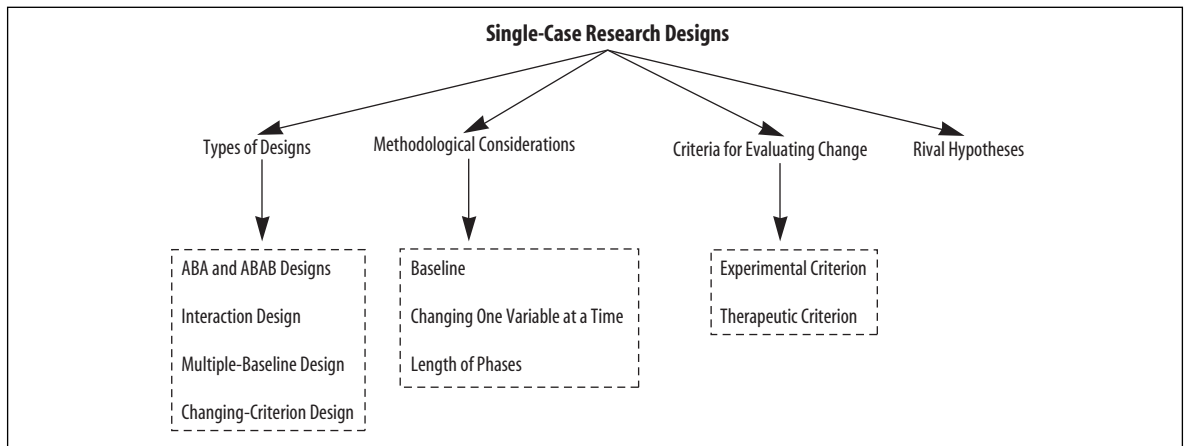 Single-Case Research Designs
Types of Designs
Methodological Considerations
Criteria for Evaluating Change
Rival Hypotheses
ABA and ABAB Designs
Interaction Design
Multiple-Baseline Design
Changing-Criterion Design
Baseline
Changing One Variable at a Time
Length of Phases
Experimental Criterion
Therapeutic Criterion